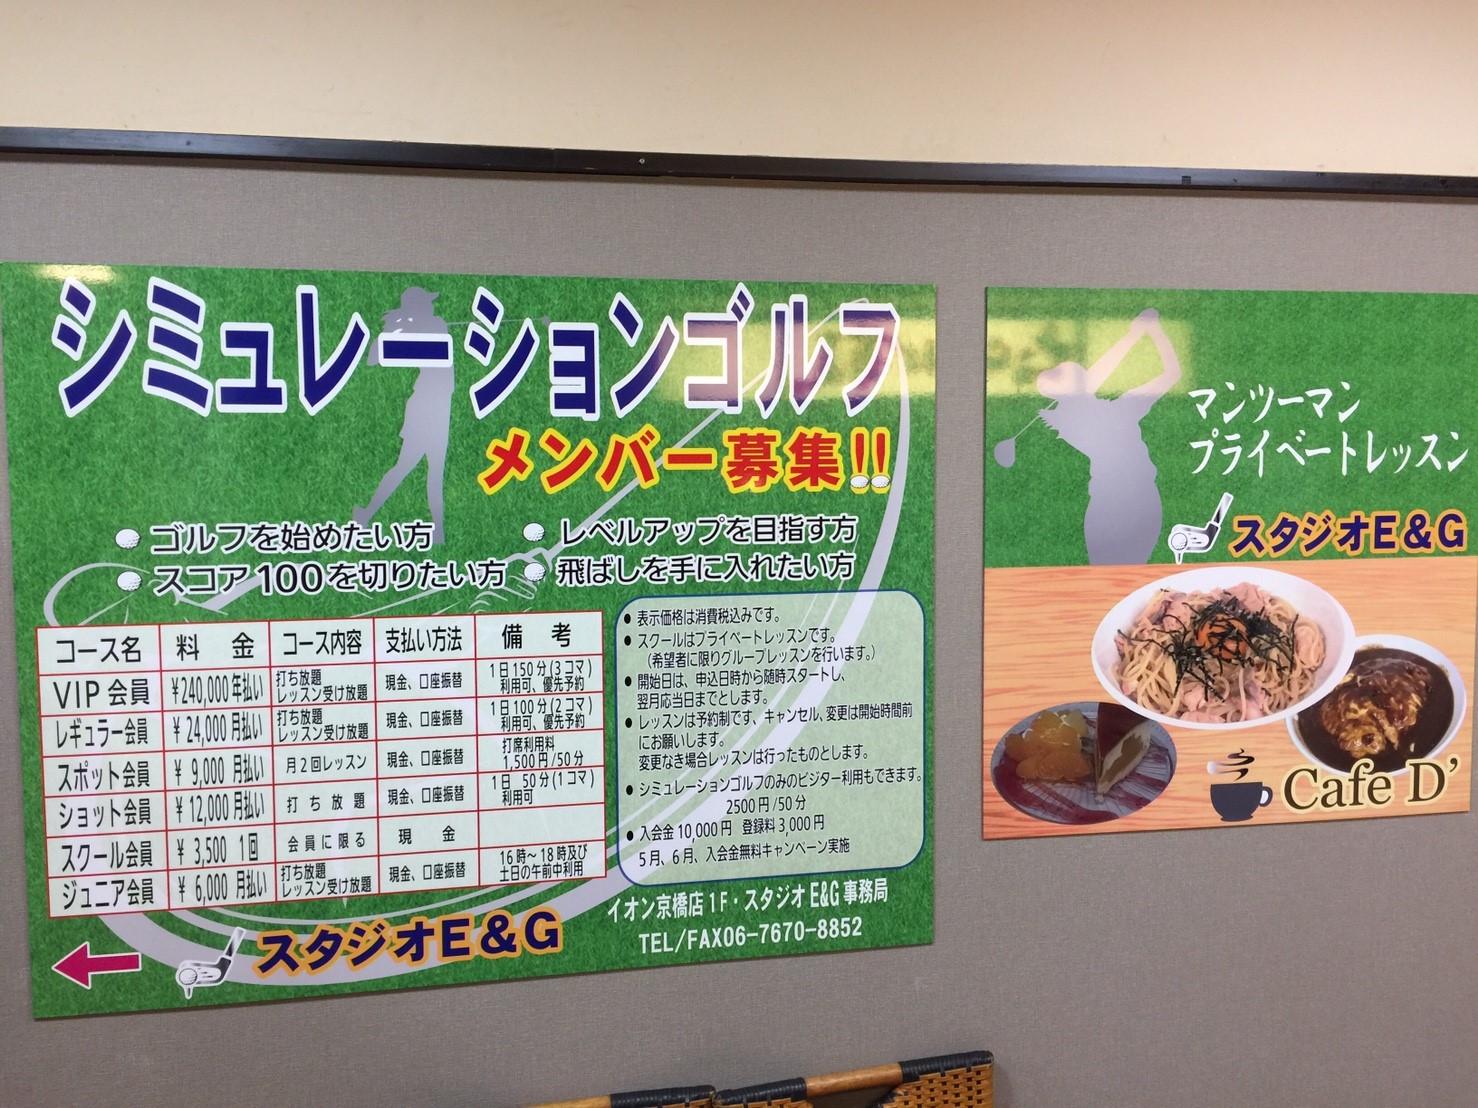 シミュレーションゴルフ
メンバー募集!!
ゴルフを始めたい方
レベルアップを目指す方
スコア100を切りたい方
飛ばしを手に入れたい方
コース名 料金 コース内容 支払い方法 備考
VIP会員 ¥240,000年払い 打ち放題 レッスン受け放題 現金、口座振替 1日150分(3コマ) 利用可、優先予約
レギュラー会員 ¥24,000月払い 打ち放題 レッスン受け放題 現金、口座振替 1日100分(2コマ) 利用可、優先予約
スポット会員 ¥9,000月払い 月2回レッスン 現金、口座振替 打席利用料 1,500円/50分
ショット会員 ¥12,000月払い 打ち放題 現金、口座振替 1日 50分(1コマ) 利用可
スクール会員 ¥3,500 1回 会員に限る 現金
ジュニア会員 ¥6,000月払い 打ち放題 レッスン受け放題 現金、口座振替 16時〜18時及び 土日の午前中利用
●表示価格は消費税込みです。
●スクールはプライベートレッスンです。
(希望者に限りグループレッスンを行います。)
●開始日は、申込日時から随時スタートし、
翌月応当日までとします。
●レッスンは予約制です、キャンセル、変更は開始時間前
にお願いします。
変更なき場合レッスンは行ったものとします。
●シミュレーションゴルフのみのビジター利用もできます。
2500円/50分
●入会金10,000円 登録料3,000円
5月、6月、入会金無料キャンペーン実施
スタジオE&G
イオン京橋店1F・スタジオE&G事務局
TEL/FAX06-7670-8852
マンツーマン
プライベートレッスン
スタジオE&G
Cafe D'